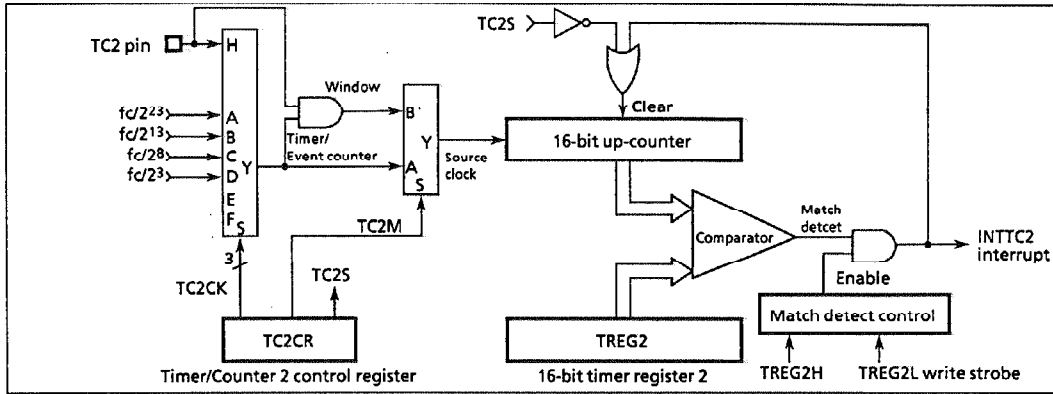 TC2S
TC2 pin
H
Window
fc/2^23
A
B
Clear
fc/2^13
B
Y
16-bit up-counter
fc/2^8
C
Y
Timer/
Event counter
A
Source
clock
fc/2^3
D
S
E
F
S
TC2M
Comparator
Match
detcet
INTTC2
interrupt
3
TC2CK
TC2S
Enable
TC2CR
TREG2
Match detect control
Timer/Counter 2 control register
16-bit timer register 2
TREG2H
TREG2L write strobe